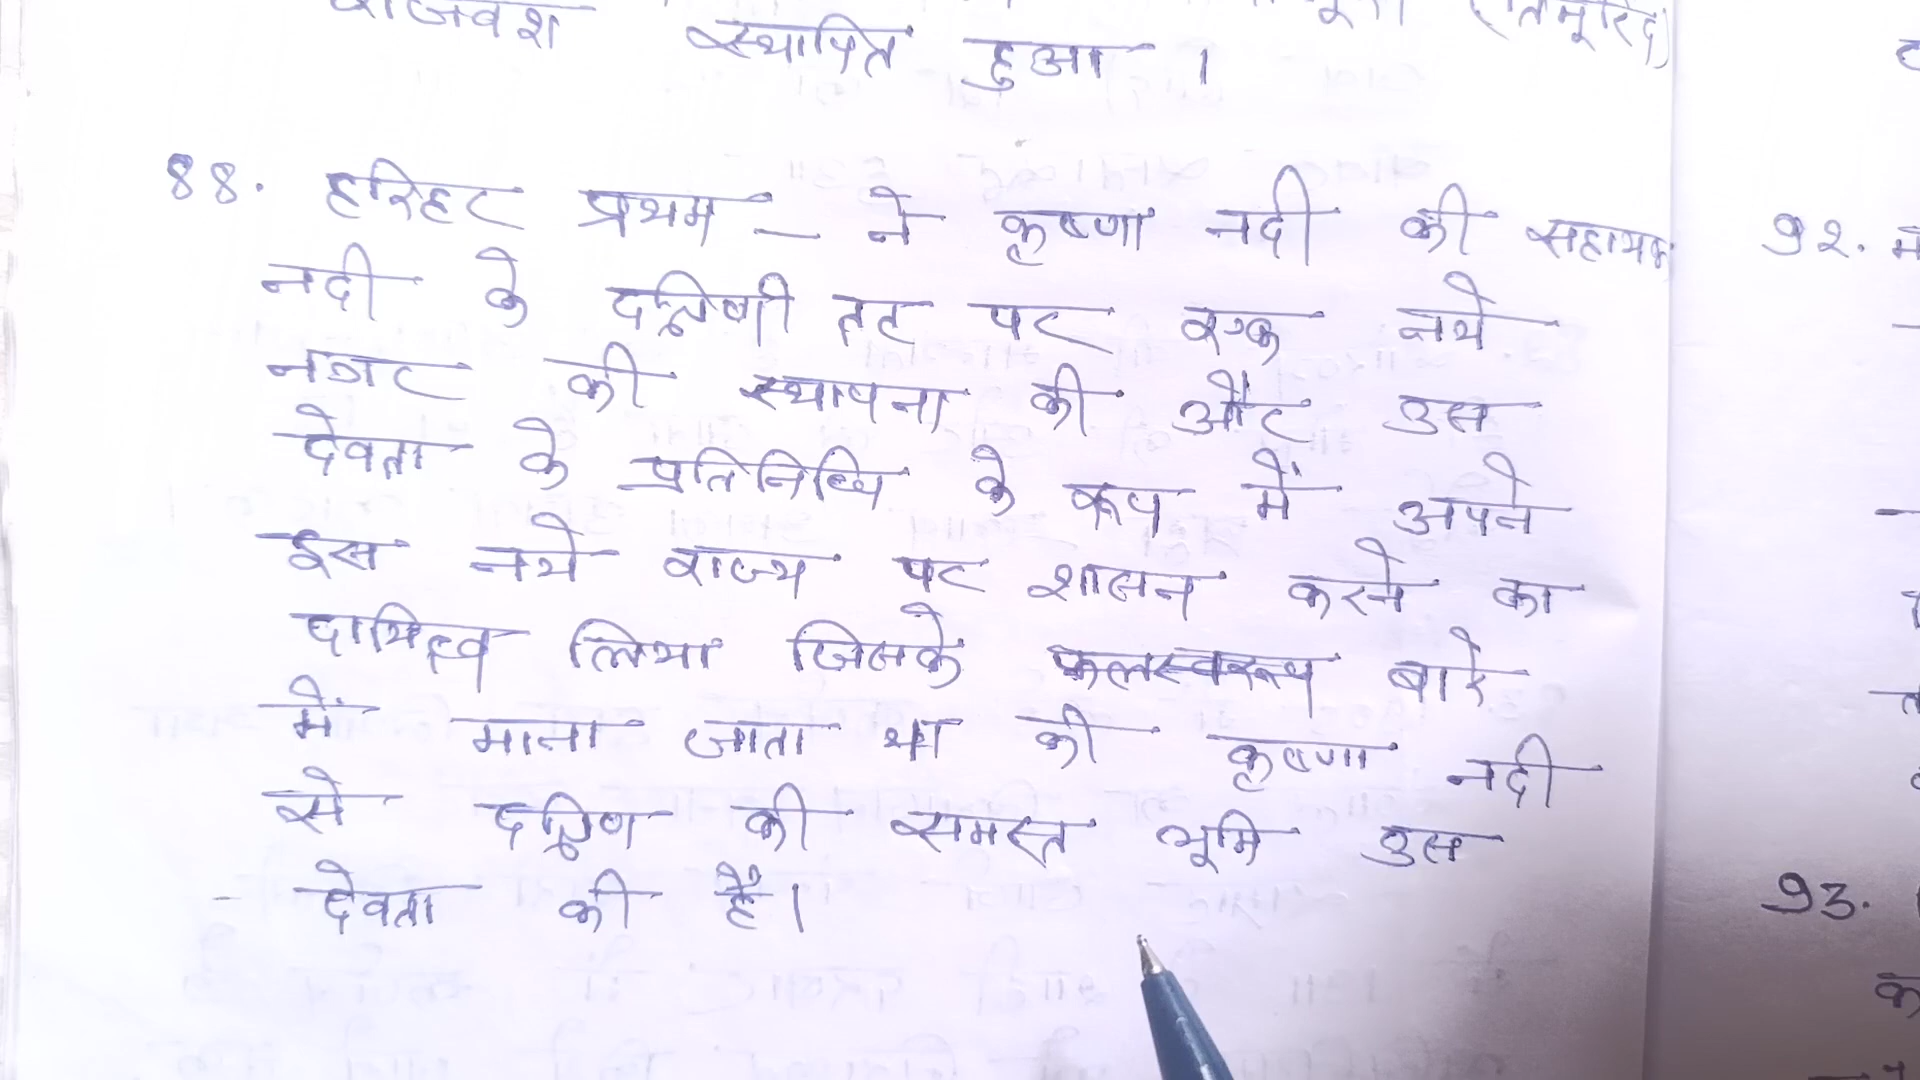 राजवंश स्थापित हुआ ।
88. हरिहर प्रथम – ने कृष्णा नदी की सहायक
नदी के दक्षिणी तट पर एक नये
नगर की स्थापना की और उस
देवता के प्रतिनिधि के रूप में अपने
इस नये राज्य पर शासन करने का
दायित्व लिया जिसके फलस्वरूप बारे
में माना जाता था की कृष्णा नदी
से दक्षिण की समस्त भूमि उस
देवता की है।
92.
93.